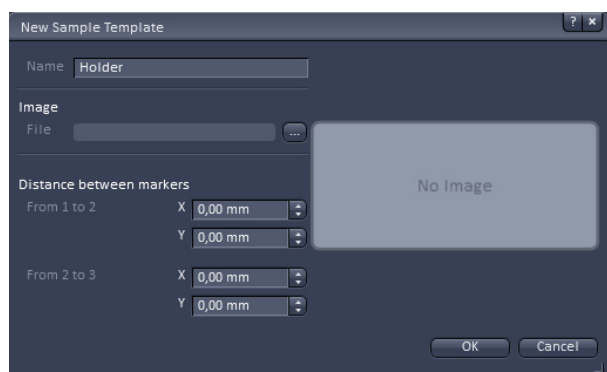 New Sample Template ? ×
Name Holder
Image
File ...
No Image
Distance between markers
From 1 to 2 X 0,00 mm
Y 0,00 mm
From 2 to 3 X 0,00 mm
Y 0,00 mm
OK Cancel